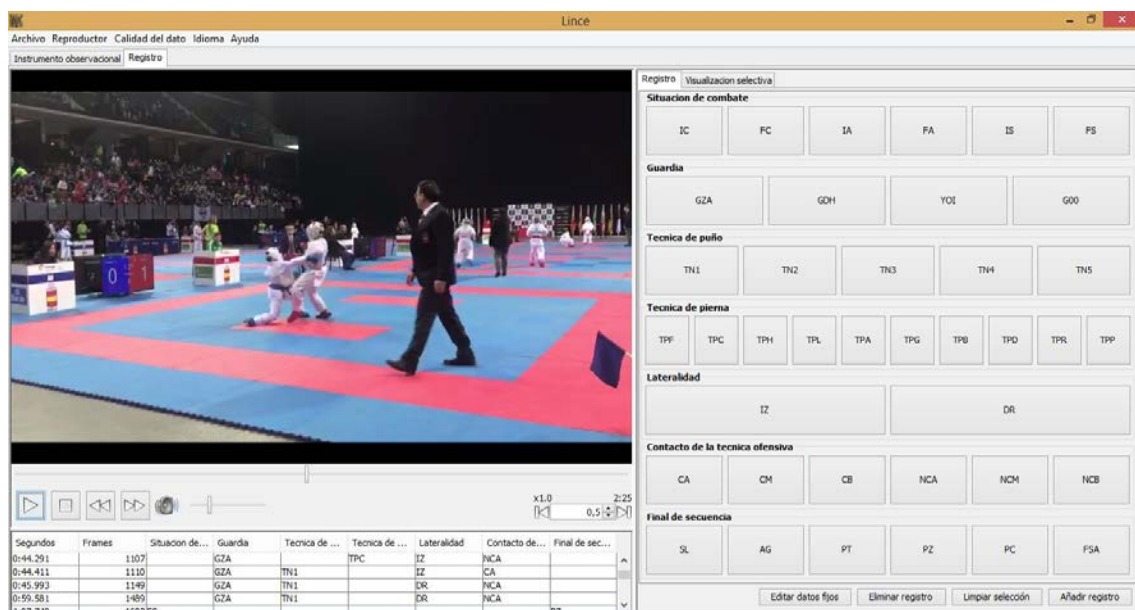 Lince
Archivo Reproductor Calidad del dato Idioma Ayuda
Instrumento observacional Registro
Registro Visualizacion selectiva
Situacion de combate
IC FC IA FA IS FS
Guardia
GZA GDH YOI G00
Tecnica de puño
TN1 TN2 TN3 TN4 TN5
Tecnica de pierna
TPF TPC TPH TPL TPA TPG TPB TPD TPR TPP
Lateralidad
IZ DR
Contacto de la tecnica ofensiva
CA CM CB NCA NCM NCB
Final de secuencia
SL AG PT PZ PC FSA
Editar datos fijos Eliminar registro Limpiar selección Añadir registro
0 1
x1.0 2:25
0,5
Segundos Frames Situacion de... Guardia Tecnica de ... Tecnica de ... Lateralidad Contacto de... Final de sec...
0:44.291 1107 GZA TPC IZ NCA
0:44.411 1110 GZA TN1 IZ CA
0:45.993 1149 GZA TN1 DR NCA
0:59.581 1489 GZA TN1 DR NCA